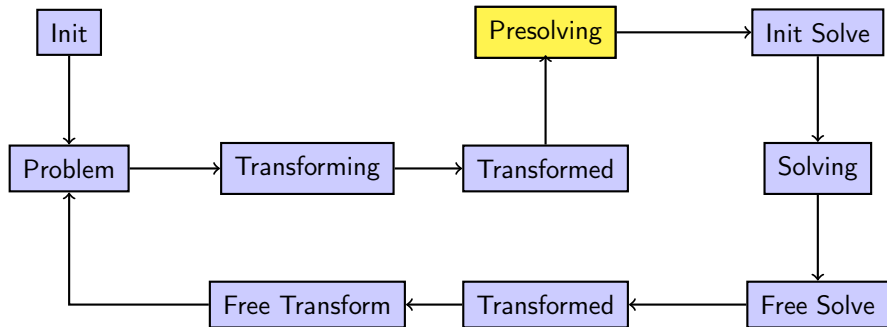 Init
Presolving
Init Solve
Problem
Transforming
Transformed
Solving
Free Transform
Transformed
Free Solve